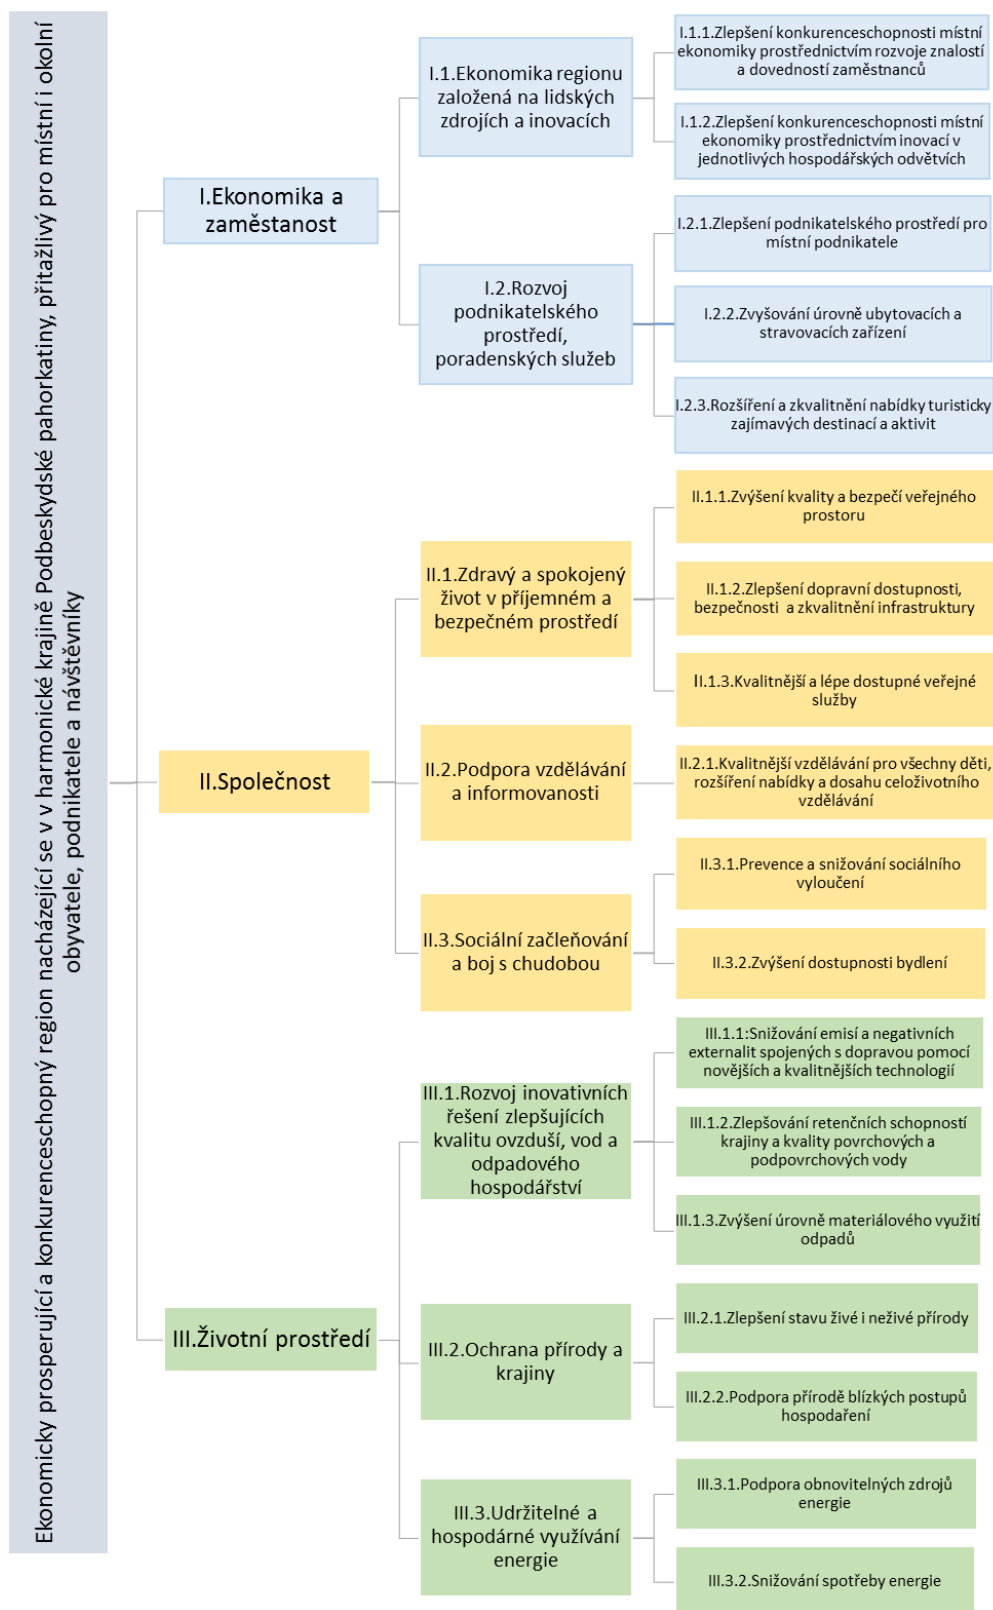 Ekonomicky prosperující a konkurenceschopný region nacházející se v v harmonické krajině Podbeskydské pahorkatiny, přitažlivý pro místní i okolní
obyvatele, podnikatele a návštěvníky
I.Ekonomika a
zaměstanost
I.1.Ekonomika regionu
založená na lidských
zdrojích a inovacích
I.1.1.Zlepšení konkurenceschopnosti místní
ekonomiky prostřednictvím rozvoje znalostí
a dovedností zaměstnanců
I.1.2.Zlepšení konkurenceschopnosti místní
ekonomiky prostřednictvím inovací v
jednotlivých hospodářských odvětvích
I.2.Rozvoj
podnikatelského
prostředí,
poradenských služeb
I.2.1.Zlepšení podnikatelského prostředí pro
místní podnikatele
I.2.2.Zvyšování úrovně ubytovacích a
stravovacích zařízení
I.2.3.Rozšíření a zkvalitnění nabídky turisticky
zajímavých destinací a aktivit
II.Společnost
II.1.Zdravý a spokojený
život v příjemném a
bezpečném prostředí
II.1.1.Zvýšení kvality a bezpečí veřejného
prostoru
II.1.2.Zlepšení dopravní dostupnosti,
bezpečnosti a zkvalitnění infrastruktury
II.1.3.Kvalitnější a lépe dostupné veřejné
služby
II.2.Podpora vzdělávání
a informovanosti
II.2.1.Kvalitnější vzdělávání pro všechny děti,
rozšíření nabídky a dosahu celoživotního
vzdělávání
II.3.Sociální začleňování
a boj s chudobou
II.3.1.Prevence a snižování sociálního
vyloučení
II.3.2.Zvýšení dostupnosti bydlení
III.Životní prostředí
III.1.Rozvoj inovativních
řešení zlepšujících
kvalitu ovzduší, vod a
odpadového
hospodářství
III.1.1:Snižování emisí a negativních
externalit spojených s dopravou pomocí
novějších a kvalitnějších technologií
III.1.2.Zlepšování retenčních schopností
krajiny a kvality povrchových a
podpovrchových vody
III.1.3.Zvýšení úrovně materiálového využití
odpadů
III.2.Ochrana přírody a
krajiny
III.2.1.Zlepšení stavu živé i neživé přírody
III.2.2.Podpora přírodě blízkých postupů
hospodaření
III.3.Udržitelné a
hospodárné využívání
energie
III.3.1.Podpora obnovitelných zdrojů
energie
III.3.2.Snižování spotřeby energie